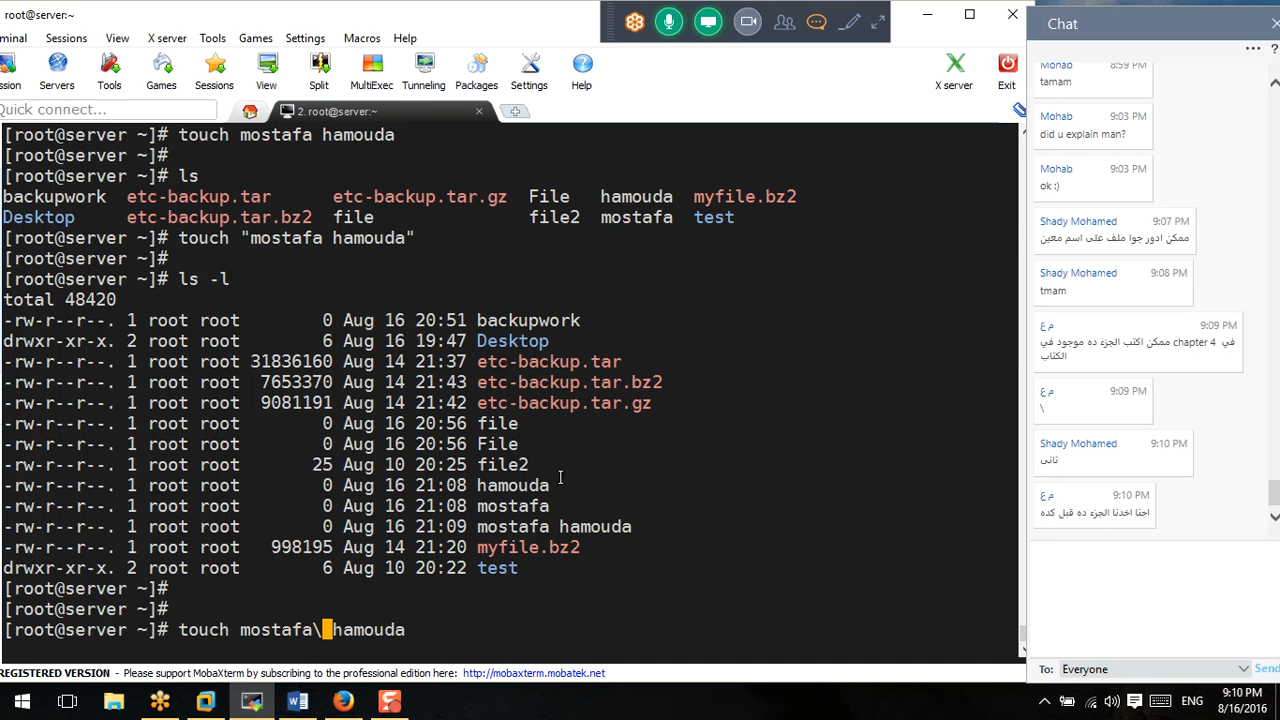 root@server:~
minal Sessions View X server Tools Games Settings Macros Help
ssion Servers Tools Games Sessions View Split MultiExec Tunneling Packages Settings Help X server Exit
Quick connect...
2. root@server:~
[root@server ~]# touch mostafa hamouda
[root@server ~]#
[root@server ~]# ls
backupwork etc-backup.tar etc-backup.tar.gz File hamouda myfile.bz2
Desktop etc-backup.tar.bz2 file file2 mostafa test
[root@server ~]# touch "mostafa hamouda"
[root@server ~]#
[root@server ~]# ls -l
total 48420
-rw-r--r--. 1 root root 0 Aug 16 20:51 backupwork
drwxr-xr-x. 2 root root 6 Aug 16 19:47 Desktop
-rw-r--r--. 1 root root 31836160 Aug 14 21:37 etc-backup.tar
-rw-r--r--. 1 root root 7653370 Aug 14 21:43 etc-backup.tar.bz2
-rw-r--r--. 1 root root 9081191 Aug 14 21:42 etc-backup.tar.gz
-rw-r--r--. 1 root root 0 Aug 16 20:56 file
-rw-r--r--. 1 root root 0 Aug 16 20:56 File
-rw-r--r--. 1 root root 25 Aug 10 20:25 file2
-rw-r--r--. 1 root root 0 Aug 16 21:08 hamouda
-rw-r--r--. 1 root root 0 Aug 16 21:08 mostafa
-rw-r--r--. 1 root root 0 Aug 16 21:09 mostafa hamouda
-rw-r--r--. 1 root root 998195 Aug 14 21:20 myfile.bz2
drwxr-xr-x. 2 root root 6 Aug 10 20:22 test
[root@server ~]#
[root@server ~]#
[root@server ~]# touch mostafa\ hamouda
REGISTERED VERSION - Please support MobaXterm by subscribing to the professional edition here: http://mobaxterm.mobatek.net
Chat
Mohab 8:59 PM
tamam
Mohab 9:03 PM
did u explain man?
Mohab 9:03 PM
ok :)
Shady Mohamed 9:07 PM
ممكن ادور جوا ملف على اسم معين
Shady Mohamed 9:08 PM
tmam
م ع 9:09 PM
في chapter 4 ممكن اكتب الجزء ده موجود في
الكتاب
م ع 9:09 PM
\
Shady Mohamed 9:10 PM
تانى
م ع 9:10 PM
احنا اخدنا الجزء ده قبل كده
To: Everyone Send
ENG
9:10 PM
8/16/2016